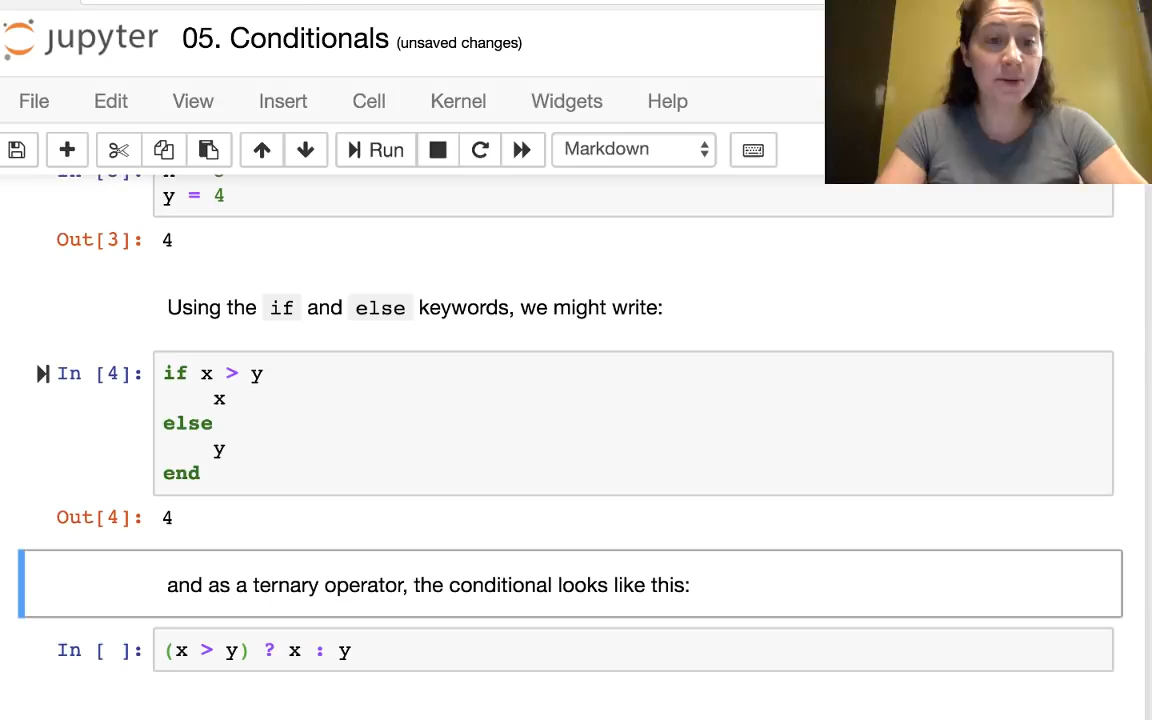 jupyter 05. Conditionals (unsaved changes)
File Edit View Insert Cell Kernel Widgets Help
Run Markdown
y = 4
Out[3]: 4
Using the if and else keywords, we might write:
In [4]: if x > y
x
else
y
end
Out[4]: 4
and as a ternary operator, the conditional looks like this:
In [ ]: (x > y) ? x : y